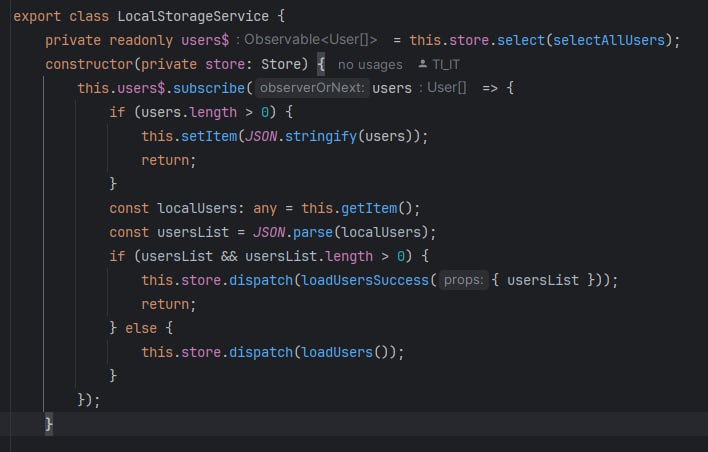 export class LocalStorageService {
private readonly users$ : Observable<User[]> = this.store.select(selectAllUsers);
constructor(private store: Store) { no usages TI_IT
this.users$.subscribe( observerOrNext: users : User[] => {
if (users.length > 0) {
this.setItem(JSON.stringify(users));
return;
}
const localUsers: any = this.getItem();
const usersList = JSON.parse(localUsers);
if (usersList && usersList.length > 0) {
this.store.dispatch(loadUsersSuccess( props: { usersList }));
return;
} else {
this.store.dispatch(loadUsers());
}
});
}